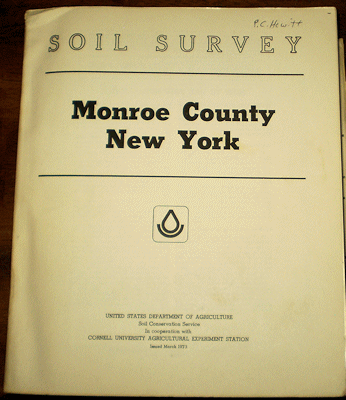 P.C. Hewitt
SOIL SURVEY
Monroe County
New York
UNITED STATES DEPARTMENT OF AGRICULTURE
Soil Conservation Service
In cooperation with
CORNELL UNIVERSITY AGRICULTURAL EXPERIMENT STATION
Issued March 1973